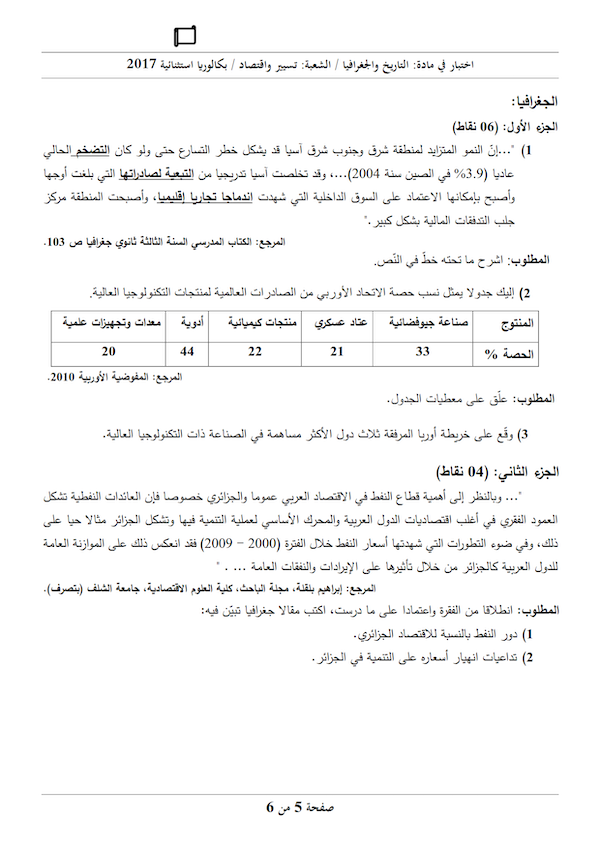 اختبار في مادة: التاريخ والجغرافيا / الشعبة: تسيير واقتصاد / بكالوريا استثنائية 2017
الجغرافيا:
الجزء الأول: (06 نقاط)
1) "...إنّ النمو المتزايد لمنطقة شرق وجنوب شرق آسيا قد يشكل خطر التسارع حتى ولو كان التضخم الحالي
عاديا (3.9% في الصين سنة 2004)...، وقد تخلصت آسيا تدريجيا من التبعية لصادراتها التي بلغت أوجها
وأصبح بإمكانها الاعتماد على السوق الداخلية التي شهدت اندماجا تجاريا إقليميا، وأصبحت المنطقة مركز
جلب التدفقات المالية بشكل كبير."
المرجع: الكتاب المدرسي السنة الثالثة ثانوي جغرافيا ص 103.
المطلوب: اشرح ما تحته خطّ في النّص.
2) إليك جدولا يمثل نسب حصة الاتحاد الأوربي من الصادرات العالمية لمنتجات التكنولوجيا العالية.
المنتوج صناعة جيوفضائية عتاد عسكري منتجات كيميائية أدوية معدات وتجهيزات علمية
الحصة % 33 21 22 44 20
المرجع: المفوضية الأوربية 2010.
المطلوب: علّق على معطيات الجدول.
3) وقّع على خريطة أوربا المرفقة ثلاث دول الأكثر مساهمة في الصناعة ذات التكنولوجيا العالية.
الجزء الثاني: (04 نقاط)
"... وبالنظر إلى أهمية قطاع النفط في الاقتصاد العربي عموما والجزائري خصوصا فإن العائدات النفطية تشكل
العمود الفقري في أغلب اقتصاديات الدول العربية والمحرك الأساسي لعملية التنمية فيها وتشكل الجزائر مثالا حيا على
ذلك، وفي ضوء التطورات التي شهدتها أسعار النفط خلال الفترة (2000 – 2009) فقد انعكس ذلك على الموازنة العامة
للدول العربية كالجزائر من خلال تأثيرها على الإيرادات والنفقات العامة ... . "
المرجع: إبراهيم بلقلة، مجلة الباحث، كلية العلوم الاقتصادية، جامعة الشلف (بتصرف).
المطلوب: انطلاقا من الفقرة واعتمادا على ما درست، اكتب مقالا جغرافيا تبيّن فيه:
1) دور النفط بالنسبة للاقتصاد الجزائري.
2) تداعيات انهيار أسعاره على التنمية في الجزائر.
صفحة 5 من 6